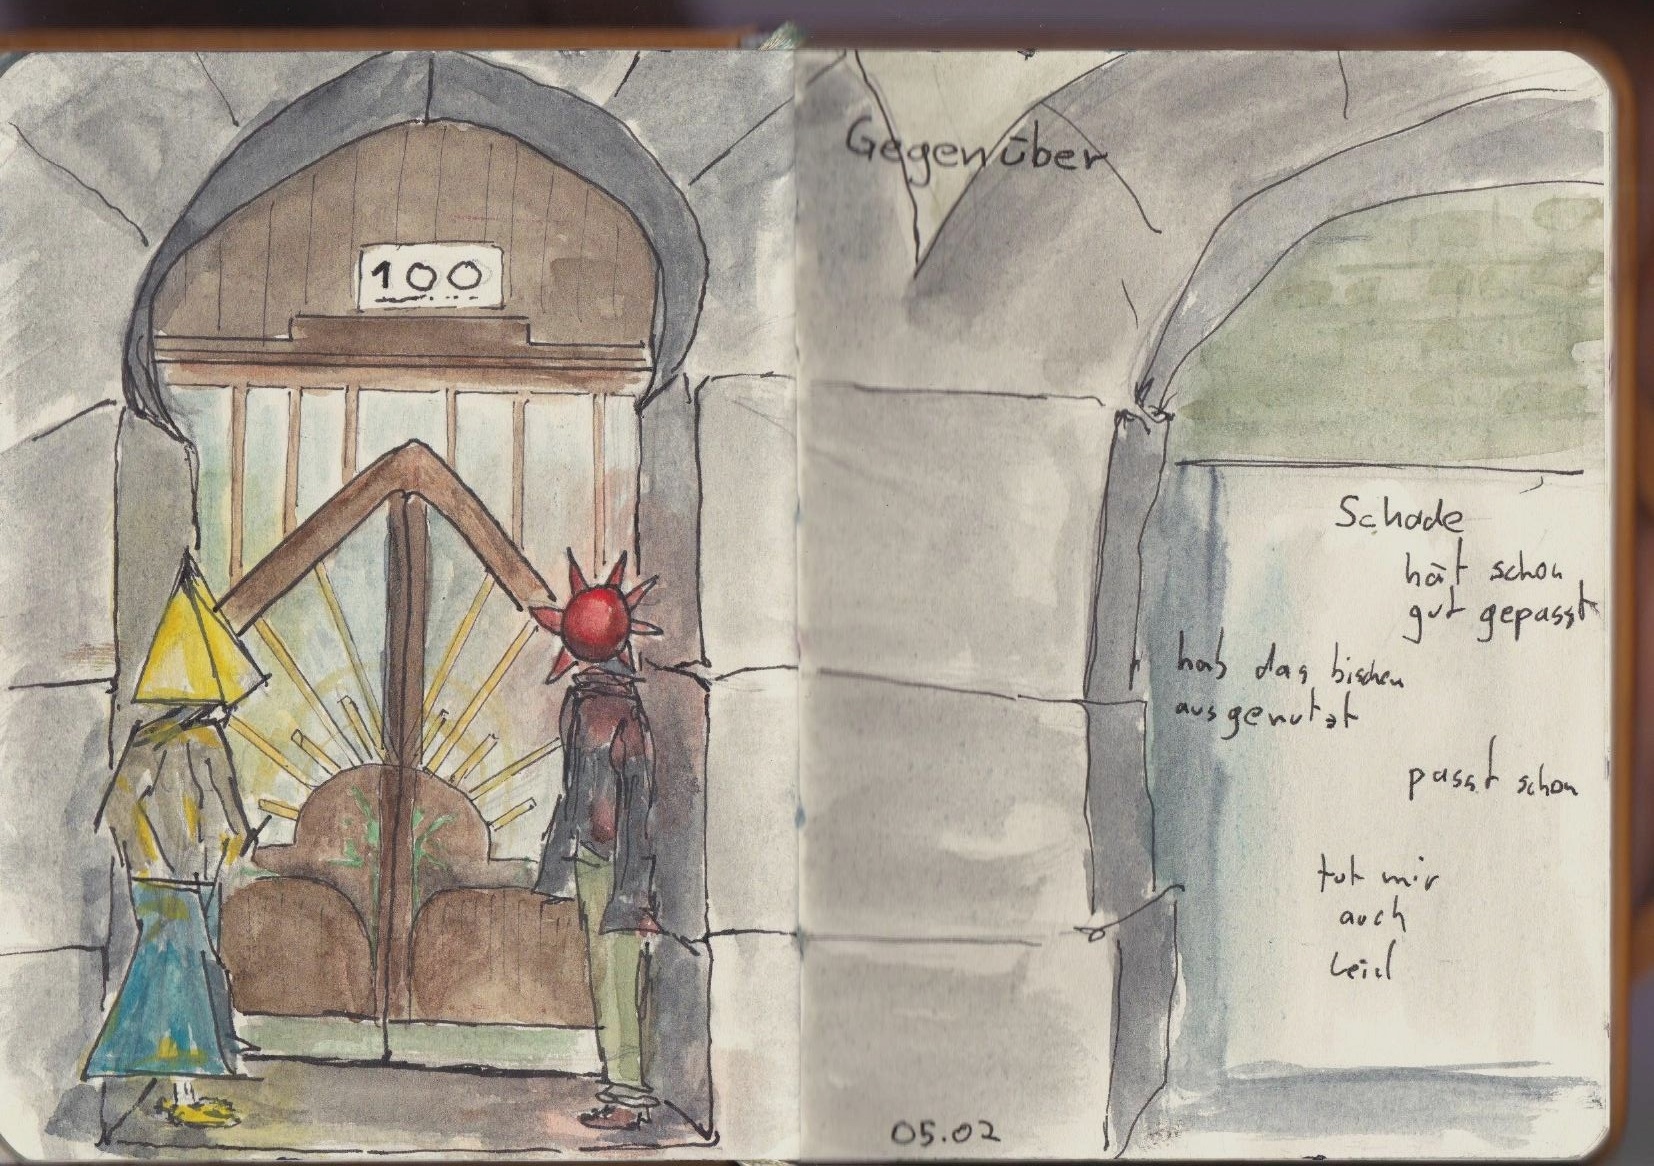 100
Gegenüber
Schade
hät schon
gut gepasst
hab das bischen
ausgenutzt
passt schon
tut mir
auch
Leid
05.02